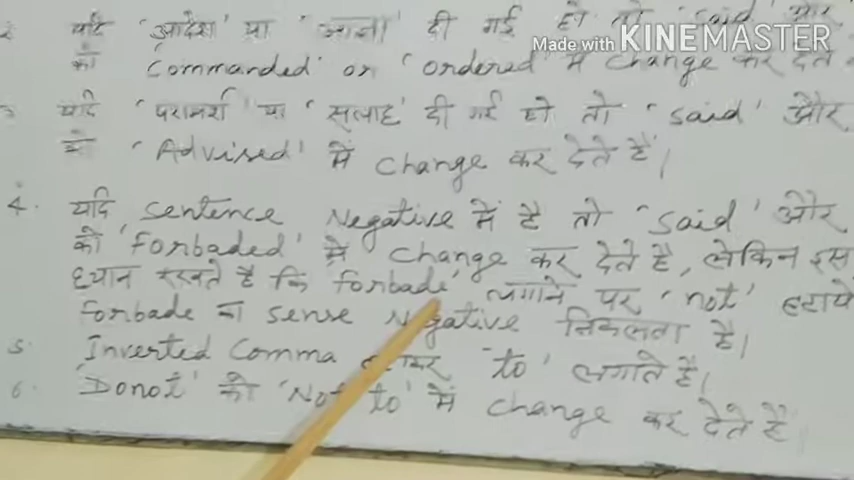 2 यदि 'आदेश' या 'आज्ञा' दी गई हो तो 'said' और
Made with KINEMASTER
को 'Commanded' or 'ordered' में change कर देते
3 यदि 'परामर्श' या 'सलाह' दी गई हो तो 'said' और
को 'Advised' में change कर देते हैं।
4. यदि sentence Negative में है तो 'said' और
को 'Forbaded' में change कर देते है, लेकिन इस
ध्यान रखते है कि forbade' लगाने पर 'not' हटाये
forbade का sense Negative निकलता है।
5 Inverted Comma 'to' लगाते हैं।
6. 'Donot' को 'Not to' में change कर देते हैं